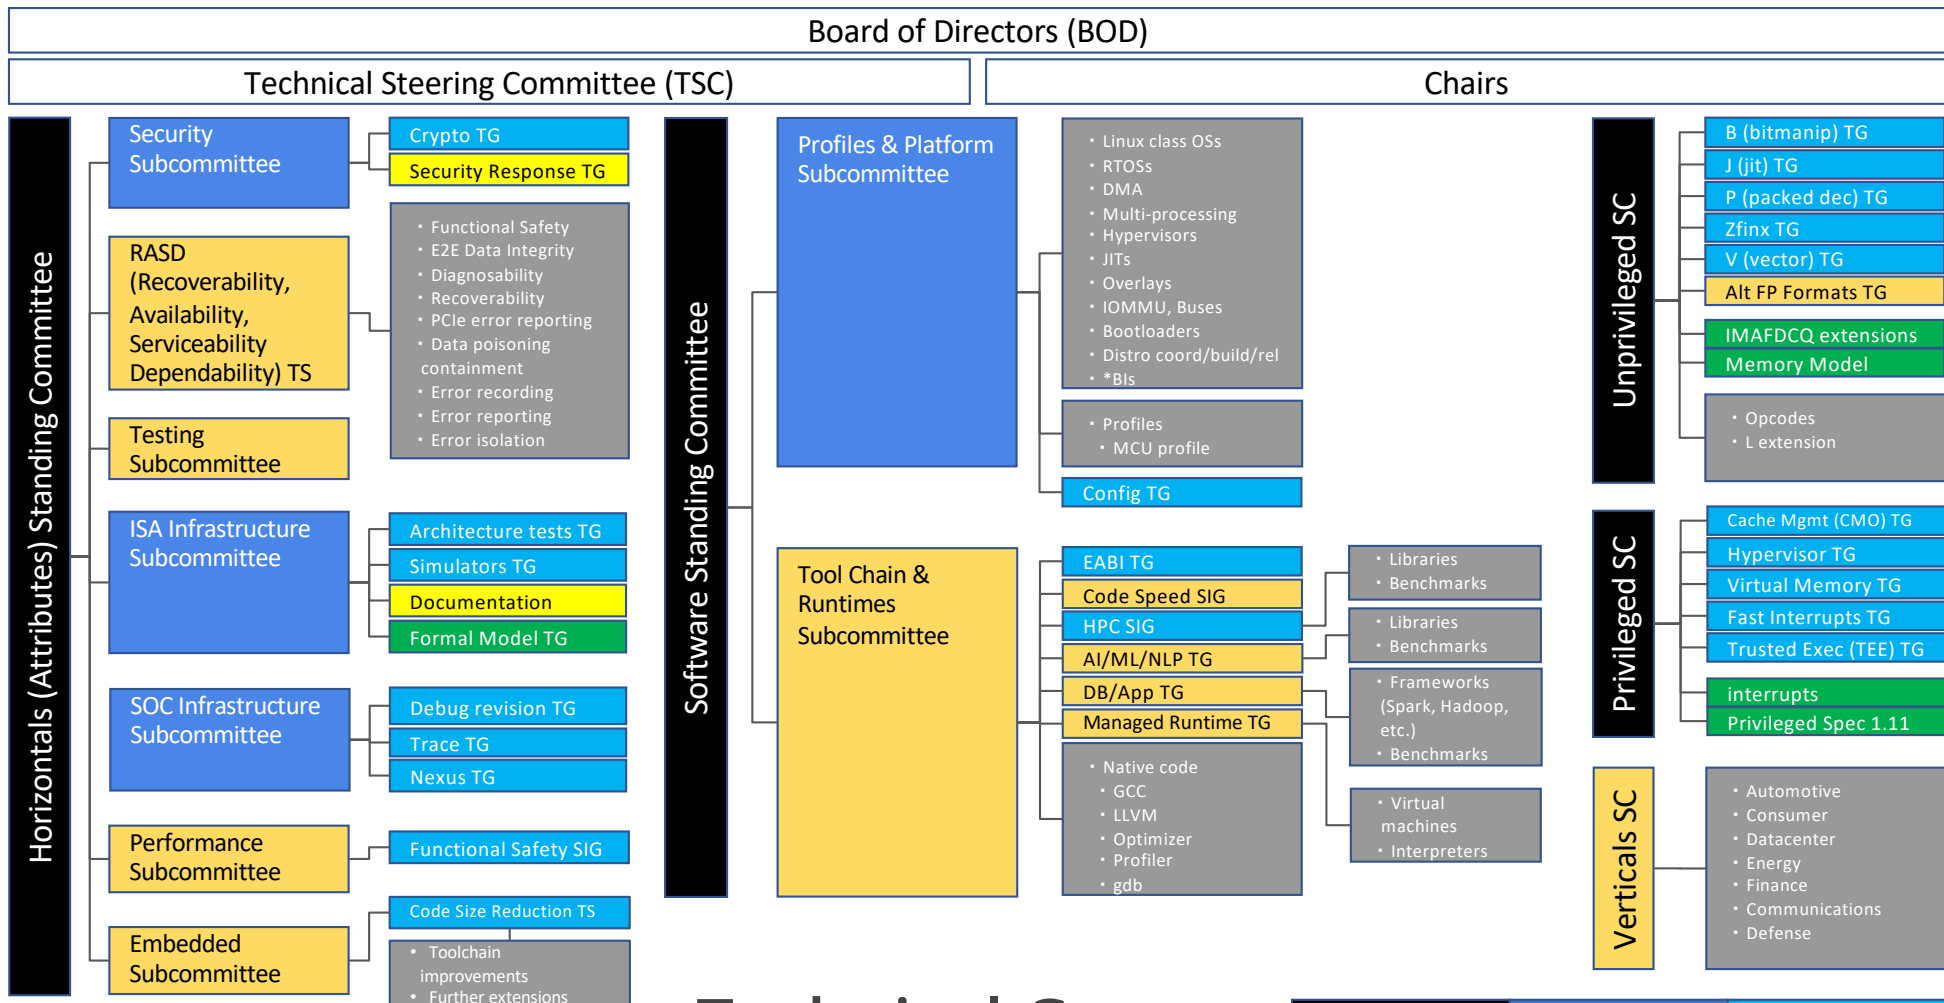 Board of Directors (BOD)
Technical Steering Committee (TSC)
Chairs
Horizontals (Attributes) Standing Committee
Security
Subcommittee
Crypto TG
Security Response TG
RASD
(Recoverability,
Availability,
Serviceability
Dependability) TS
· Functional Safety
· E2E Data Integrity
· Diagnosability
· Recoverability
· PCIe error reporting
· Data poisoning
containment
· Error recording
· Error reporting
· Error isolation
Testing
Subcommittee
ISA Infrastructure
Subcommittee
Architecture tests TG
Simulators TG
Documentation
Formal Model TG
SOC Infrastructure
Subcommittee
Debug revision TG
Trace TG
Nexus TG
Performance
Subcommittee
Functional Safety SIG
Embedded
Subcommittee
Code Size Reduction TS
• Toolchain
improvements
• Further extensions
Software Standing Committee
Profiles & Platform
Subcommittee
· Linux class OSs
· RTOSs
· DMA
· Multi-processing
· Hypervisors
· JITs
· Overlays
· IOMMU, Buses
· Bootloaders
· Distro coord/build/rel
· *BIs
· Profiles
· MCU profile
Config TG
Tool Chain &
Runtimes
Subcommittee
EABI TG
Code Speed SIG
HPC SIG
AI/ML/NLP TG
DB/App TG
Managed Runtime TG
· Native code
· GCC
· LLVM
· Optimizer
· Profiler
· gdb
· Libraries
· Benchmarks
· Libraries
· Benchmarks
· Frameworks
(Spark, Hadoop,
etc.)
· Benchmarks
· Virtual
machines
· Interpreters
Unprivileged SC
B (bitmanip) TG
J (jit) TG
P (packed dec) TG
Zfinx TG
V (vector) TG
Alt FP Formats TG
IMAFDCQ extensions
Memory Model
· Opcodes
· L extension
Privileged SC
Cache Mgmt (CMO) TG
Hypervisor TG
Virtual Memory TG
Fast Interrupts TG
Trusted Exec (TEE) TG
interrupts
Privileged Spec 1.11
Verticals SC
· Automotive
· Consumer
· Datacenter
· Energy
· Finance
· Communications
· Defense
Technical